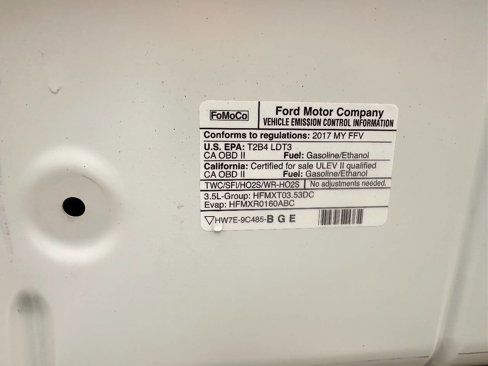 FoMoCo
Ford Motor Company
VEHICLE EMISSION CONTROL INFORMATION
Conforms to regulations: 2017 MY FFV
U.S. EPA: T2B4 LDT3
CA OBD II Fuel: Gasoline/Ethanol
California: Certified for sale ULEV II qualified
CA OBD II Fuel: Gasoline/Ethanol
TWC/SFI/HO2S/WR-HO2S No adjustments needed.
3.5L-Group: HFMXT03.53DC
Evap: HFMXR0160ABC
HW7E-9C485-B G E